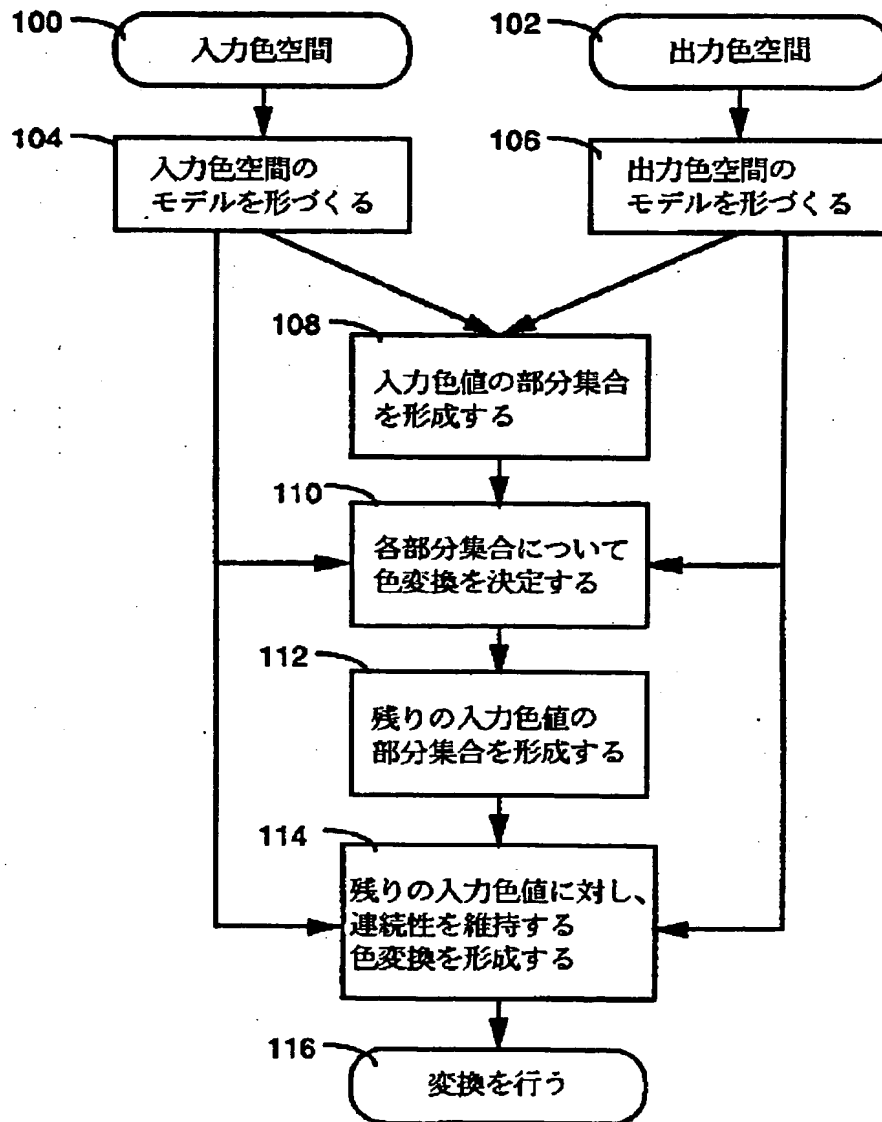 100
入力色空間
102
出力色空間
104
入力色空間の
モデルを形づくる
106
出力色空間の
モデルを形づくる
108
入力色値の部分集合
を形成する
110
各部分集合について
色変換を決定する
112
残りの入力色値の
部分集合を形成する
114
残りの入力色値に対し、
連続性を維持する
色変換を形成する
116
変換を行う